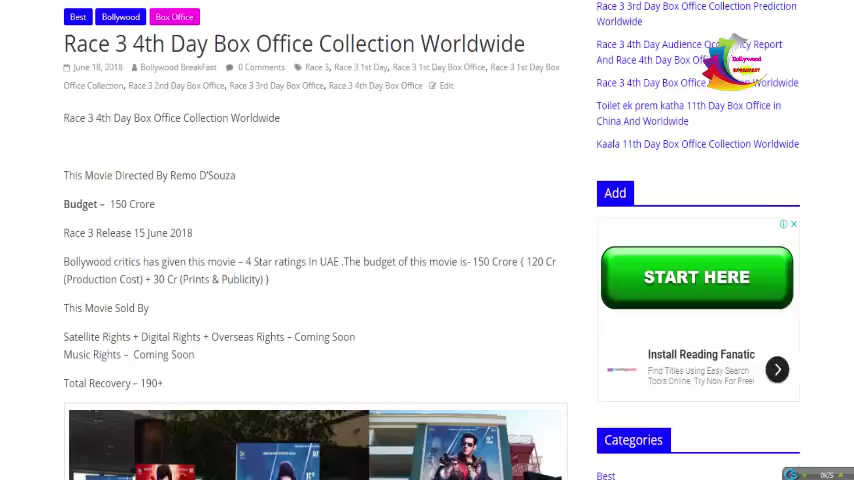 Best
Bollywood
Box Office
Race 3 4th Day Box Office Collection Worldwide
June 18, 2018 Bollywood BreakFast 0 Comments Race 3, Race 3 1st Day, Race 3 1st Day Box Office, Race 3 1st Day Box
Office Collection, Race 3 2nd Day Box Office, Race 3 3rd Day Box Office, Race 3 4th Day Box Office Edit
Race 3 4th Day Box Office Collection Worldwide
This Movie Directed By Remo D'Souza
Budget – 150 Crore
Race 3 Release 15 June 2018
Bollywood critics has given this movie – 4 Star ratings In UAE .The budget of this movie is- 150 Crore { 120 Cr
(Production Cost) + 30 Cr (Prints & Publicity) }
This Movie Sold By
Satellite Rights + Digital Rights + Overseas Rights – Coming Soon
Music Rights – Coming Soon
Total Recovery – 190+
Race 3 3rd Day Box Office Collection Prediction
Worldwide
Race 3 4th Day Audience Report
And Race 4th Day Box
Race 3 4th Day Box Office Worldwide
Bollywood
Toilet ek prem katha 11th Day Box Office in
China And Worldwide
Kaala 11th Day Box Office Collection Worldwide
Add
START HERE
Install Reading Fanatic
Find Titles Using Easy Search
Tools Online. Try Now For Free!
Categories
Best
0K/S